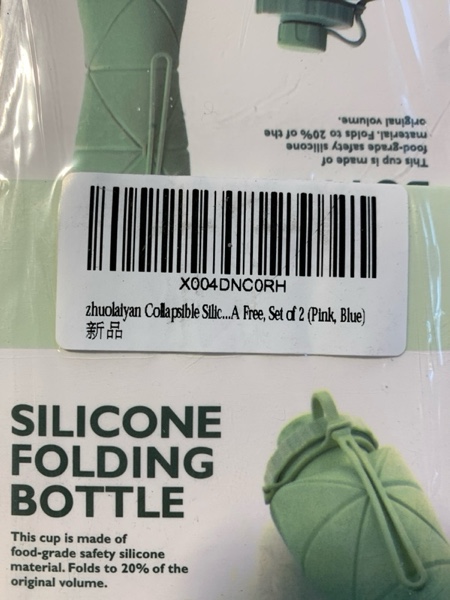 This cup is made of
food-grade safety silicone
material. Folds to 20% of the
original volume.
X004DNC0RH
zhuolaiyan Collapsible Silic...A Free, Set of 2 (Pink, Blue)
新品
SILICONE
FOLDING
BOTTLE
This cup is made of
food-grade safety silicone
material. Folds to 20% of the
original volume.